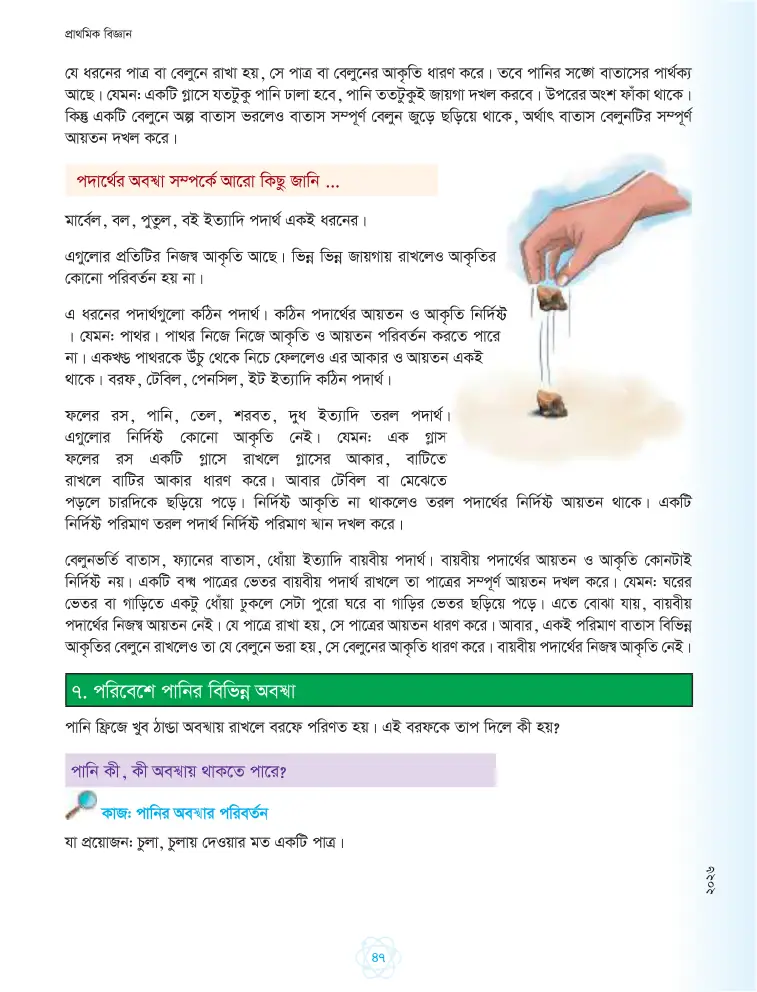 প্রাথমিক বিজ্ঞান
যে ধরনের পাত্র বা বেলুনে রাখা হয়, সে পাত্র বা বেলুনের আকৃতি ধারণ করে। তবে পানির সঙ্গে বাতাসের পার্থক্য
আছে। যেমন: একটি গ্লাসে যতটুকু পানি ঢালা হবে, পানি ততটুকুই জায়গা দখল করবে। উপরের অংশ ফাঁকা থাকে।
কিন্তু একটি বেলুনে অল্প বাতাস ভরলেও বাতাস সম্পূর্ণ বেলুন জুড়ে ছড়িয়ে থাকে, অর্থাৎ বাতাস বেলুনটির সম্পূর্ণ
আয়তন দখল করে।
পদার্থের অবস্থা সম্পর্কে আরো কিছু জানি ...
মার্বেল, বল, পুতুল, বই ইত্যাদি পদার্থ একই ধরনের।
এগুলোর প্রতিটির নিজস্ব আকৃতি আছে। ভিন্ন ভিন্ন জায়গায় রাখলেও আকৃতির
কোনো পরিবর্তন হয় না।
এ ধরনের পদার্থগুলো কঠিন পদার্থ। কঠিন পদার্থের আয়তন ও আকৃতি নির্দিষ্ট
। যেমন: পাথর। পাথর নিজে নিজে আকৃতি ও আয়তন পরিবর্তন করতে পারে
না। একখণ্ড পাথরকে উঁচু থেকে নিচে ফেললেও এর আকার ও আয়তন একই
থাকে। বরফ, টেবিল, পেনসিল, ইট ইত্যাদি কঠিন পদার্থ।
ফলের রস, পানি, তেল, শরবত, দুধ ইত্যাদি তরল পদার্থ।
এগুলোর নির্দিষ্ট কোনো আকৃতি নেই। যেমন: এক গ্লাস
ফলের রস একটি গ্লাসে রাখলে গ্লাসের আকার, বাটিতে
রাখলে বাটির আকার ধারণ করে। আবার টেবিল বা মেঝেতে
পড়লে চারদিকে ছড়িয়ে পড়ে। নির্দিষ্ট আকৃতি না থাকলেও তরল পদার্থের নির্দিষ্ট আয়তন থাকে। একটি
নির্দিষ্ট পরিমাণ তরল পদার্থ নির্দিষ্ট পরিমাণ স্থান দখল করে।
বেলুনভর্তি বাতাস, ফ্যানের বাতাস, ধোঁয়া ইত্যাদি বায়বীয় পদার্থ। বায়বীয় পদার্থের আয়তন ও আকৃতি কোনটাই
নির্দিষ্ট নয়। একটি বদ্ধ পাত্রের ভেতর বায়বীয় পদার্থ রাখলে তা পাত্রের সম্পূর্ণ আয়তন দখল করে। যেমন: ঘরের
ভেতর বা গাড়িতে একটু ধোঁয়া ঢুকলে সেটা পুরো ঘরে বা গাড়ির ভেতর ছড়িয়ে পড়ে। এতে বোঝা যায়, বায়বীয়
পদার্থের নিজস্ব আয়তন নেই। যে পাত্রে রাখা হয়, সে পাত্রের আয়তন ধারণ করে। আবার, একই পরিমাণ বাতাস বিভিন্ন
আকৃতির বেলুনে রাখলেও তা যে বেলুনে ভরা হয়, সে বেলুনের আকৃতি ধারণ করে। বায়বীয় পদার্থের নিজস্ব আকৃতি নেই।
৭. পরিবেশে পানির বিভিন্ন অবস্থা
পানি ফ্রিজে খুব ঠাণ্ডা অবস্থায় রাখলে বরফে পরিণত হয়। এই বরফকে তাপ দিলে কী হয়?
পানি কী, কী অবস্থায় থাকতে পারে?
কাজ: পানির অবস্থার পরিবর্তন
যা প্রয়োজন: চুলা, চুলায় দেওয়ার মত একটি পাত্র।
২০২৬
৪৭